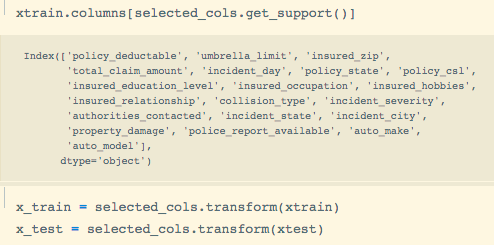 xtrain.columns[selected_cols.get_support()]
Index(['policy_deductable', 'umbrella_limit', 'insured_zip',
'total_claim_amount', 'incident_day', 'policy_state', 'policy_csl',
'insured_education_level', 'insured_occupation', 'insured_hobbies',
'insured_relationship', 'collision_type', 'incident_severity',
'authorities_contacted', 'incident_state', 'incident_city',
'property_damage', 'police_report_available', 'auto_make',
'auto_model'],
dtype='object')
x_train = selected_cols.transform(xtrain)
x_test = selected_cols.transform(xtest)